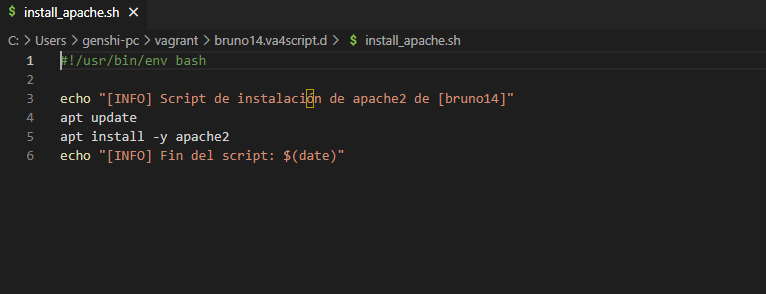 $ install_apache.sh ×
C: > Users > genshi-pc > vagrant > bruno14.va4script.d > $ install_apache.sh
1 #!/usr/bin/env bash
2
3 echo "[INFO] Script de instalación de apache2 de [bruno14]"
4 apt update
5 apt install -y apache2
6 echo "[INFO] Fin del script: $(date)"